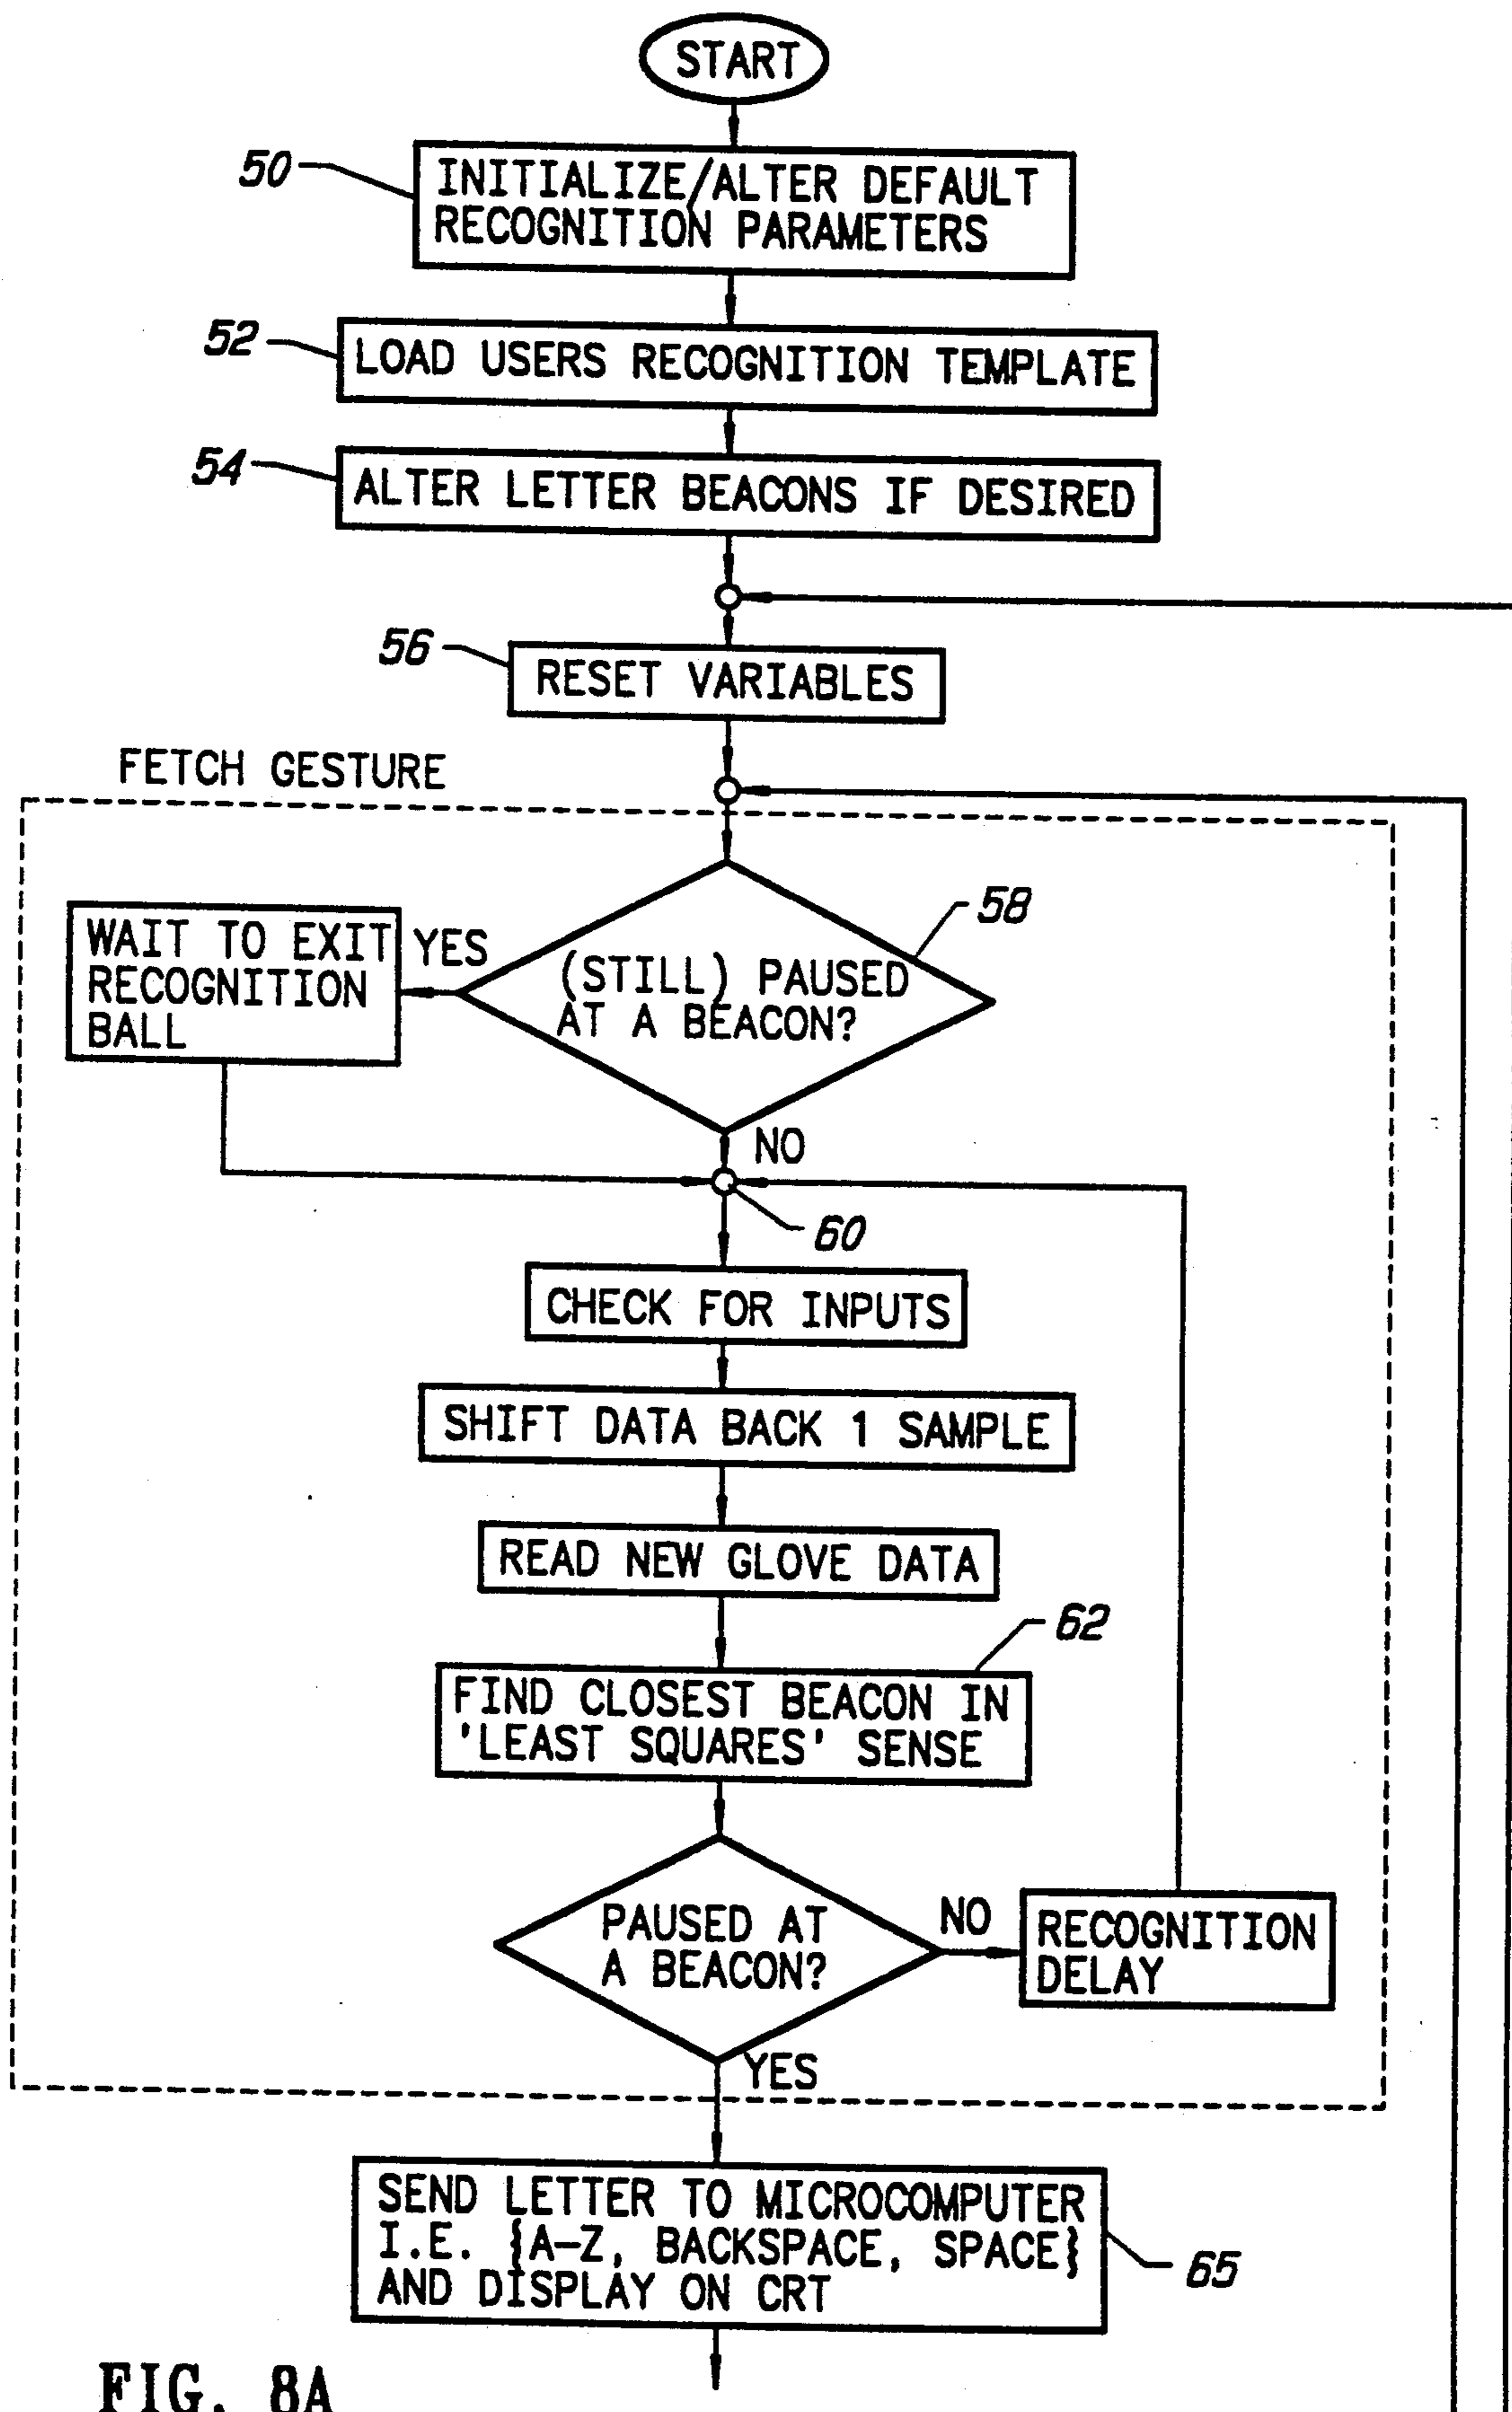 START
50
INITIALIZE/ALTER DEFAULT
RECOGNITION PARAMETERS
52
LOAD USERS RECOGNITION TEMPLATE
54
ALTER LETTER BEACONS IF DESIRED
56
RESET VARIABLES
FETCH GESTURE
58
WAIT TO EXIT
RECOGNITION
BALL
YES
(STILL) PAUSED
AT A BEACON?
NO
60
CHECK FOR INPUTS
SHIFT DATA BACK 1 SAMPLE
READ NEW GLOVE DATA
62
FIND CLOSEST BEACON IN
'LEAST SQUARES' SENSE
PAUSED AT
A BEACON?
NO
RECOGNITION
DELAY
YES
SEND LETTER TO MICROCOMPUTER
I.E. {A-Z, BACKSPACE, SPACE}
AND DISPLAY ON CRT
65
FIG. 8A